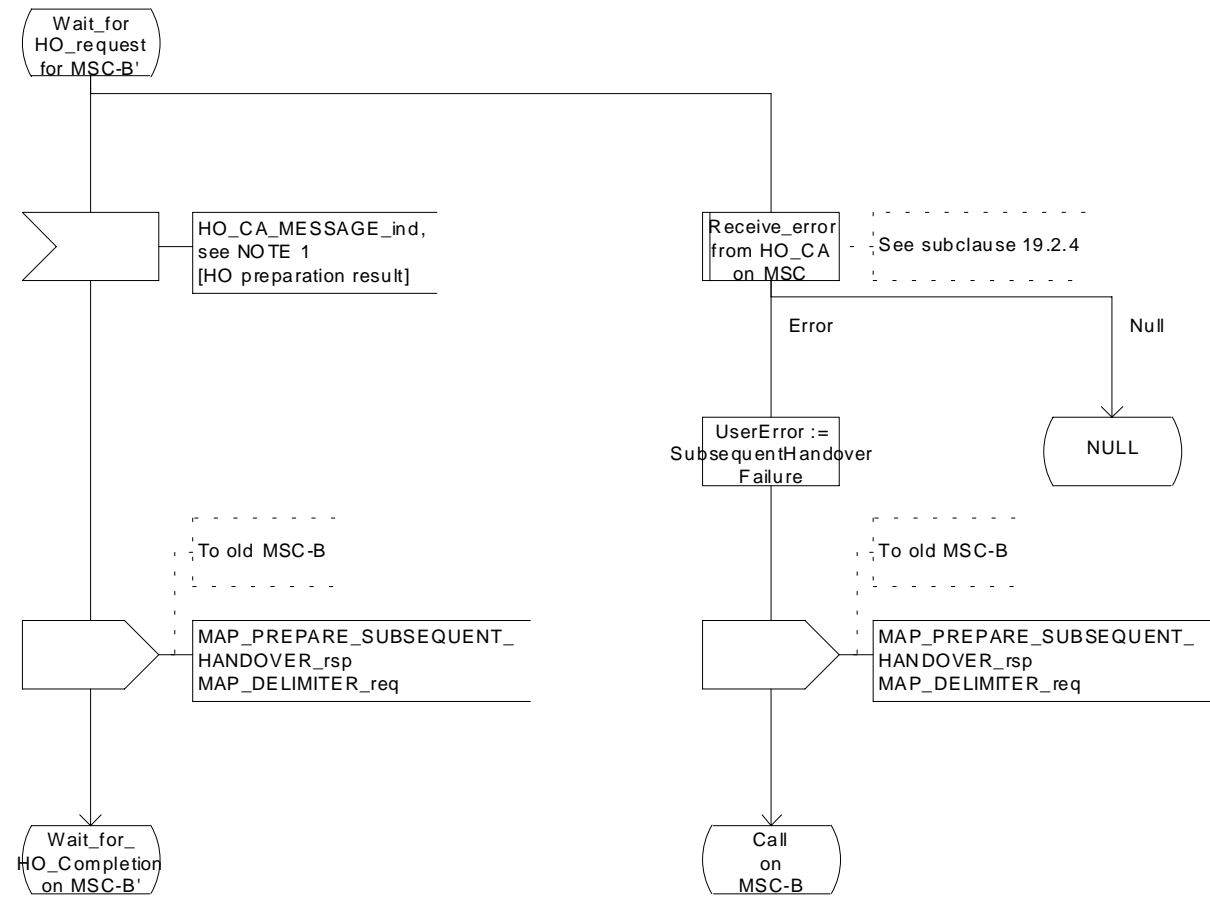 Wait_for
HO_request
for MSC-B'
HO_CA_MESSAGE_ind,
see NOTE 1
[HO preparation result]
Receive_error
from HO_CA
on MSC
See subclause 19.2.4
Error
Null
UserError :=
SubsequentHandover
Failure
NULL
To old MSC-B
To old MSC-B
MAP_PREPARE_SUBSEQUENT_
HANDOVER_rsp
MAP_DELIMITER_req
MAP_PREPARE_SUBSEQUENT_
HANDOVER_rsp
MAP_DELIMITER_req
Wait_for_
HO_Completion
on MSC-B'
Call
on
MSC-B